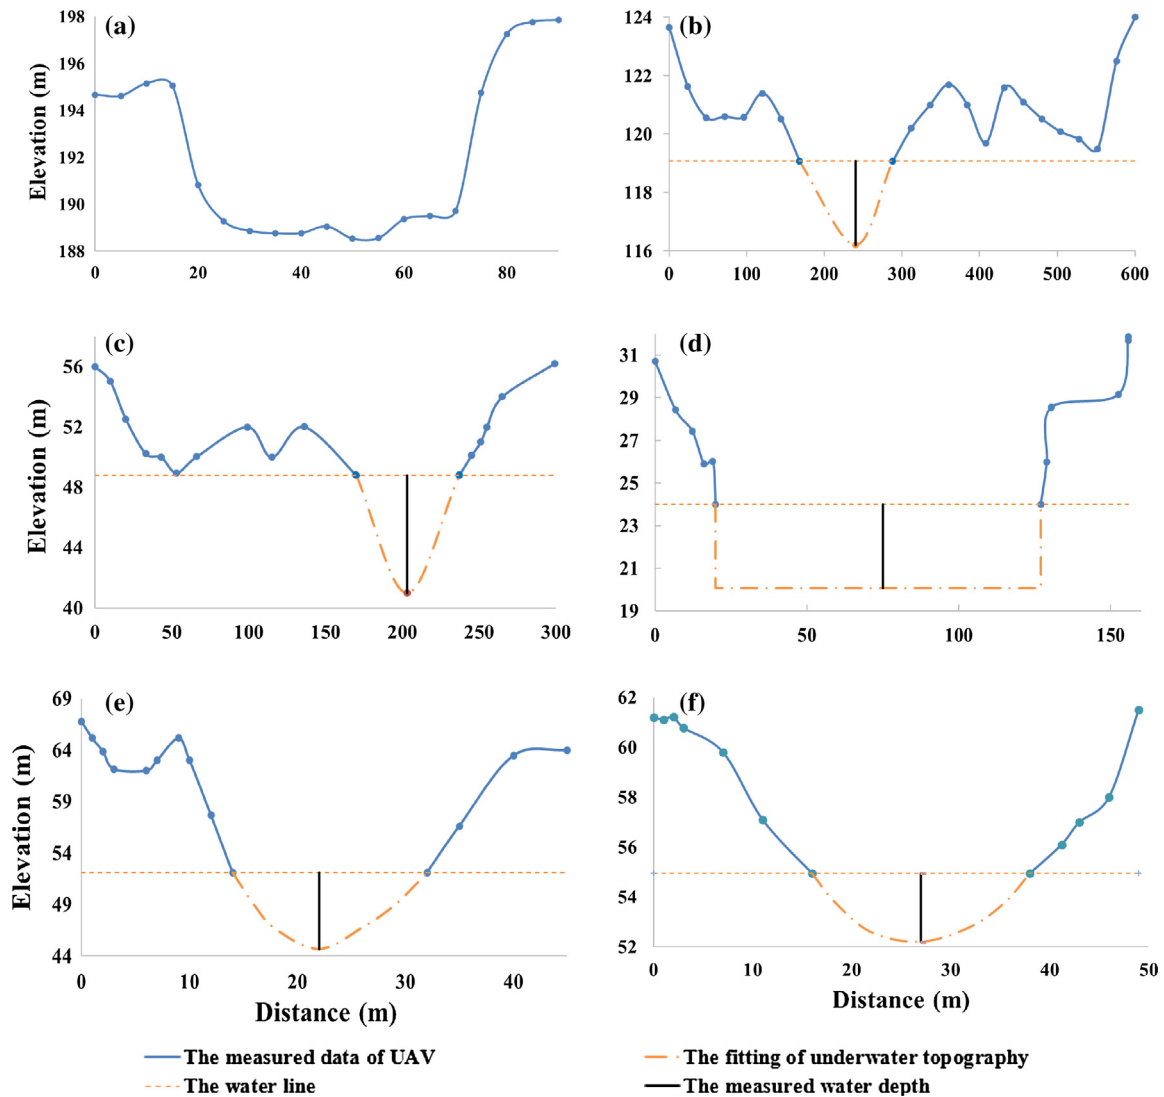 (a)
Elevation (m)
198
196
194
192
190
188
0 20 40 60 80
(b)
124
122
120
118
116
0 100 200 300 400 500 600
(c)
Elevation (m)
56
52
48
44
40
0 50 100 150 200 250 300
(d)
31
29
26
24
23
21
19
0 50 100 150
(e)
Elevation (m)
69
64
59
54
49
44
0 10 20 30 40
Distance (m)
(f)
62
60
58
56
54
52
0 10 20 30 40 50
Distance (m)
The measured data of UAV
The fitting of underwater topography
The water line
The measured water depth